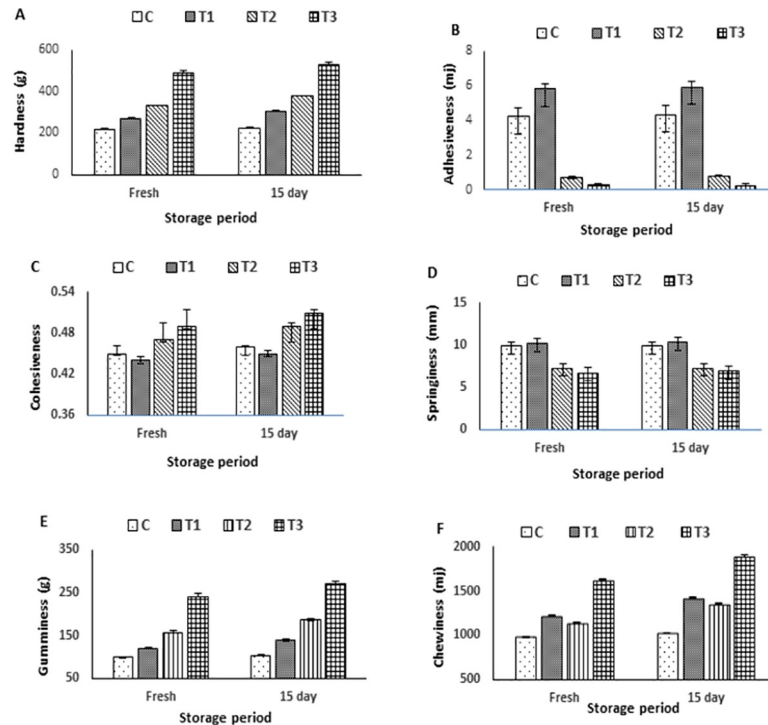 A
C T1 T2 T3
600
400
200
0
Hardness (g)
Fresh 15 day
Storage period
B
C T1 T2 T3
8
6
4
2
0
Adhesiveness (mj)
Fresh 15 day
Storage period
C
C T1 T2 T3
0.54
0.48
0.42
0.36
Cohesiveness
Fresh 15 day
Storage period
D
C T1 T2 T3
15
10
5
0
Springiness (mm)
Fresh 15 day
Storage period
E
C T1 T2 T3
350
250
150
50
Gumminess (g)
Fresh 15 day
Storage period
F
C T1 T2 T3
2000
1500
1000
500
Chewiness (mj)
Fresh 15 day
Storage period